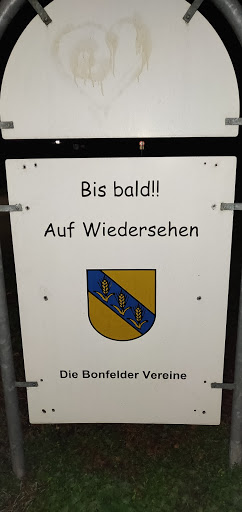 Bis bald!!
Auf Wiedersehen
Die Bonfelder Vereine